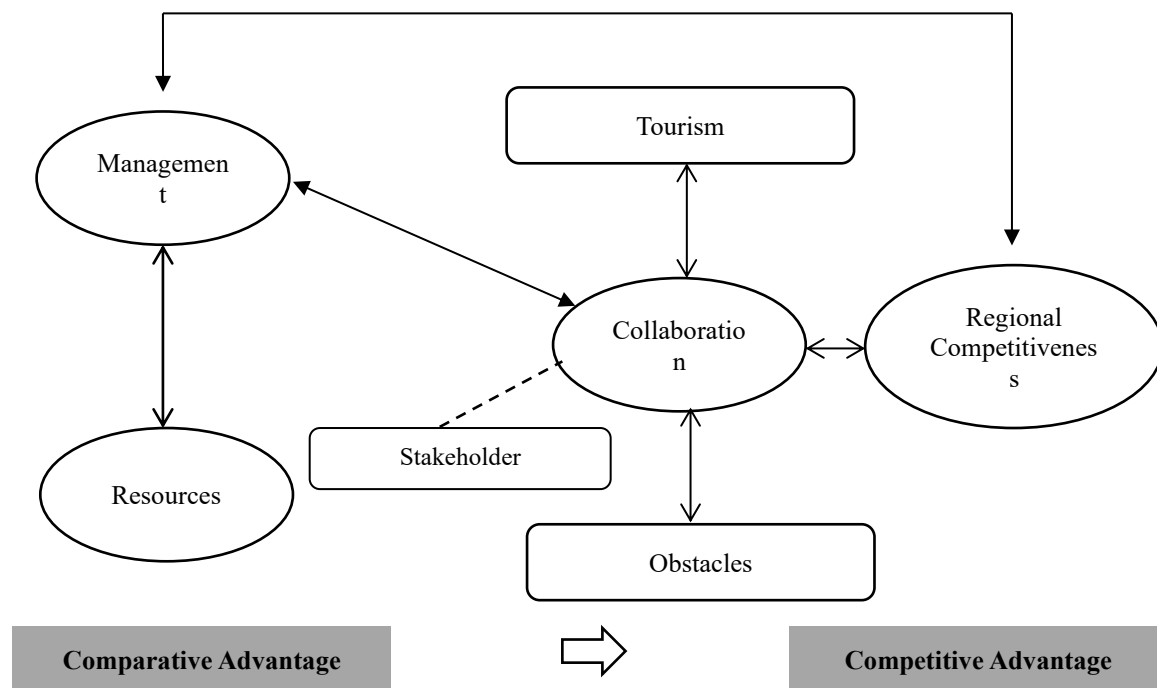 Tourism
Managemen
t
Regional
Competitivenes
s
Collaboratio
n
Stakeholder
Resources
Obstacles
Comparative Advantage
Competitive Advantage